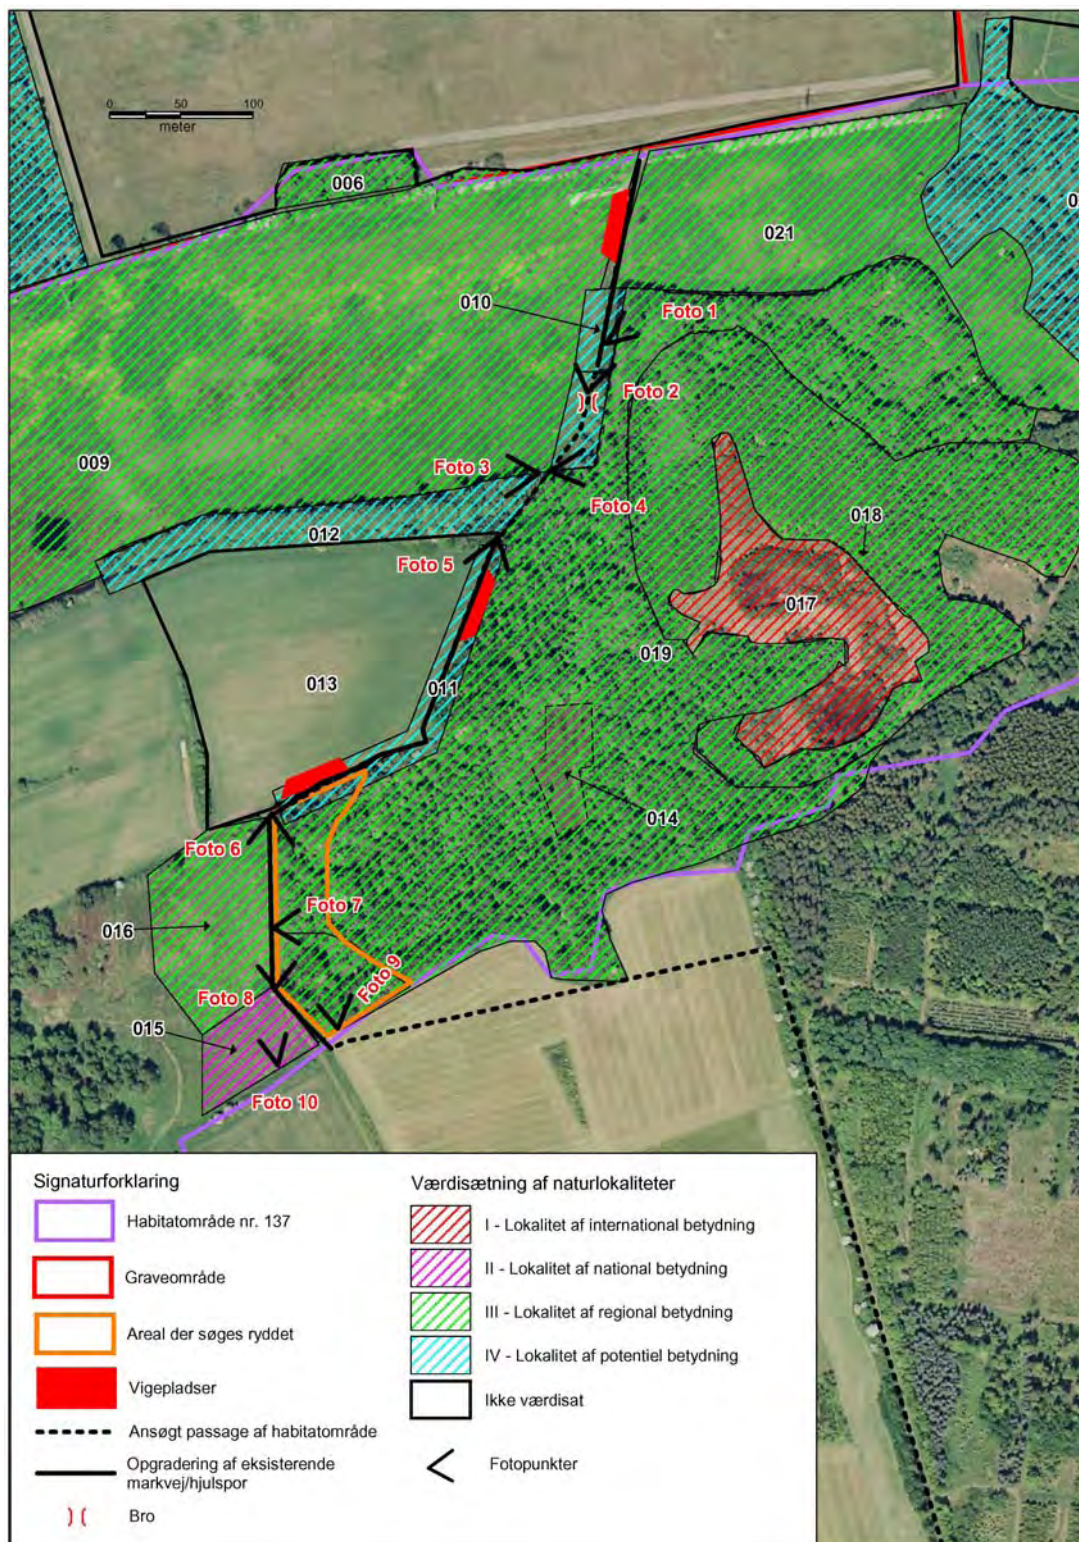 0 50 100
meter
006
021
010
Foto 1
Foto 2
009
Foto 3
Foto 4
018
012
Foto 5
017
019
013
011
014
Foto 6
Foto 7
016
Foto 9
Foto 8
015
Foto 10
Signaturforklaring
Habitatområde nr. 137
Graveområde
Areal der søges ryddet
Vigepladser
Ansøgt passage af habitatområde
Opgradering af eksisterende
markvej/hjulspor
Bro
Værdisætning af naturlokaliteter
I - Lokalitet af international betydning
II - Lokalitet af national betydning
III - Lokalitet af regional betydning
IV - Lokalitet af potentiel betydning
Ikke værdisat
Fotopunkter